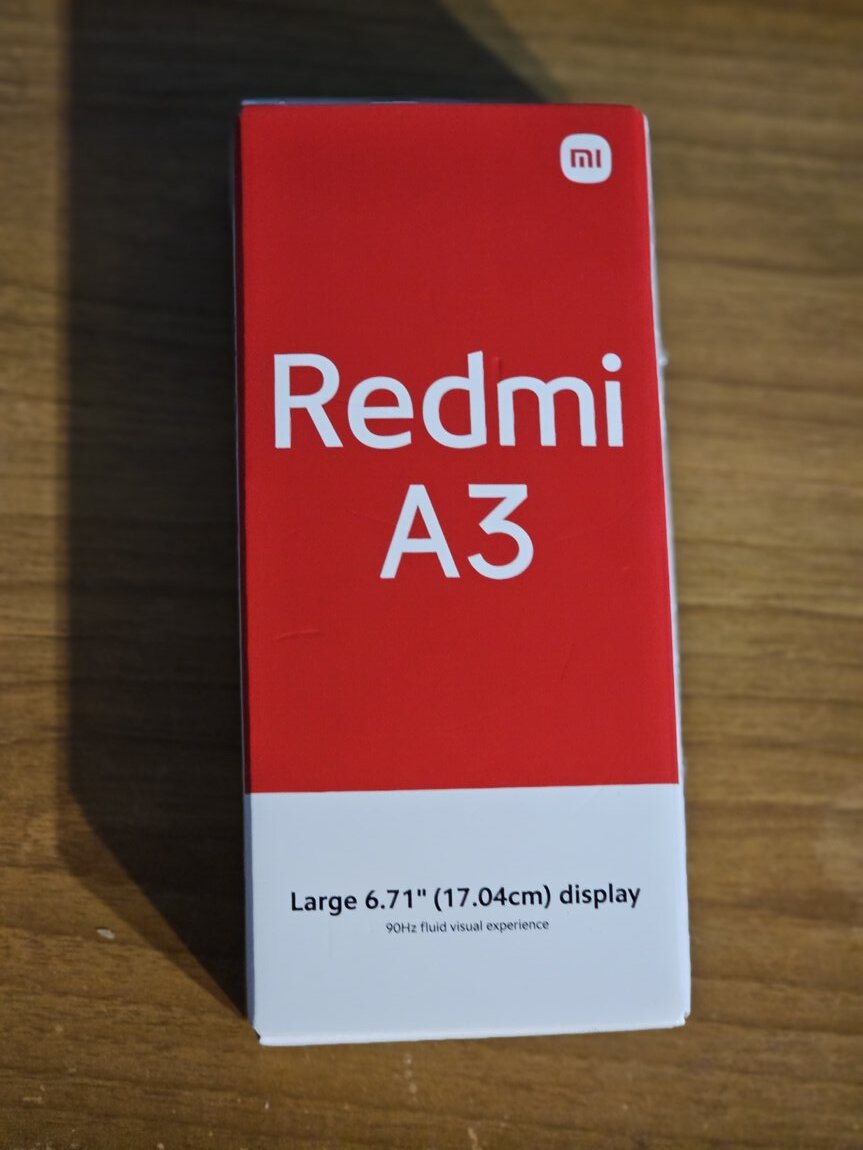 mi
Redmi
A3
Large 6.71" (17.04cm) display
90Hz fluid visual experience